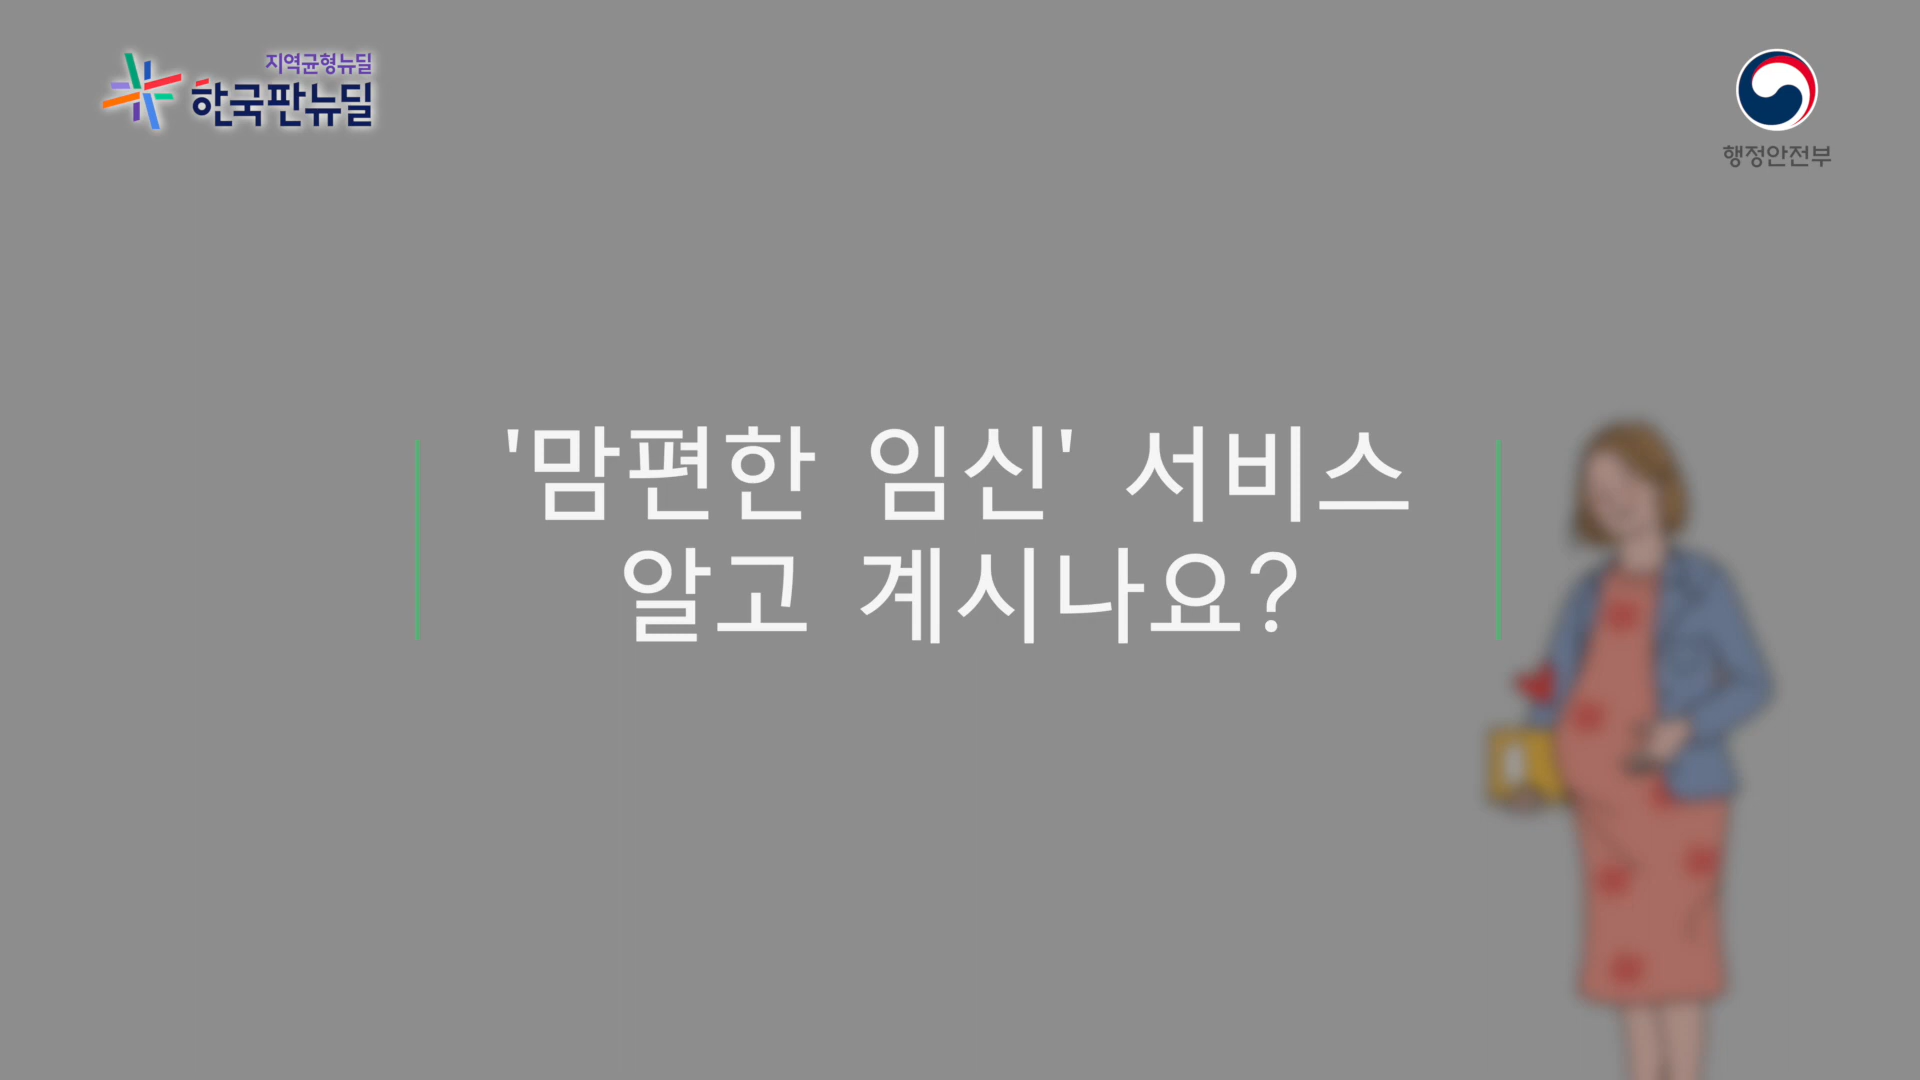 지역균형뉴딜
한국판뉴딜
행정안전부
'맘편한 임신' 서비스
알고 계시나요?